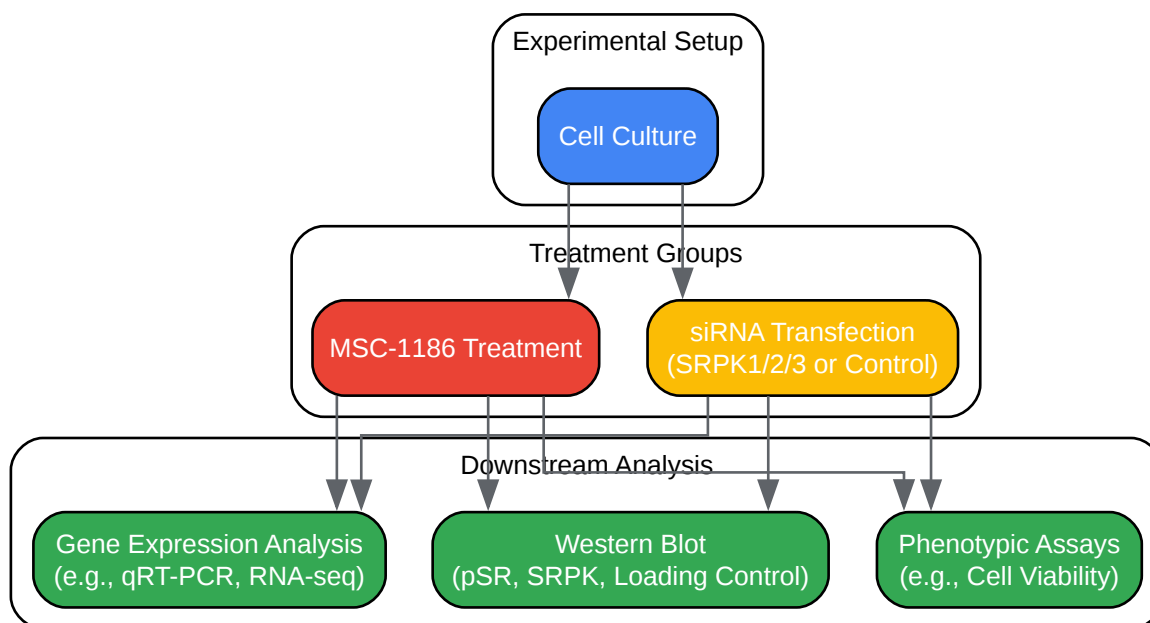 Experimental Setup
Cell Culture
Treatment Groups
MSC-1186 Treatment
siRNA Transfection
(SRPK1/2/3 or Control)
Downstream Analysis
Gene Expression Analysis
(e.g., qRT-PCR, RNA-seq)
Western Blot
(pSR, SRPK, Loading Control)
Phenotypic Assays
(e.g., Cell Viability)